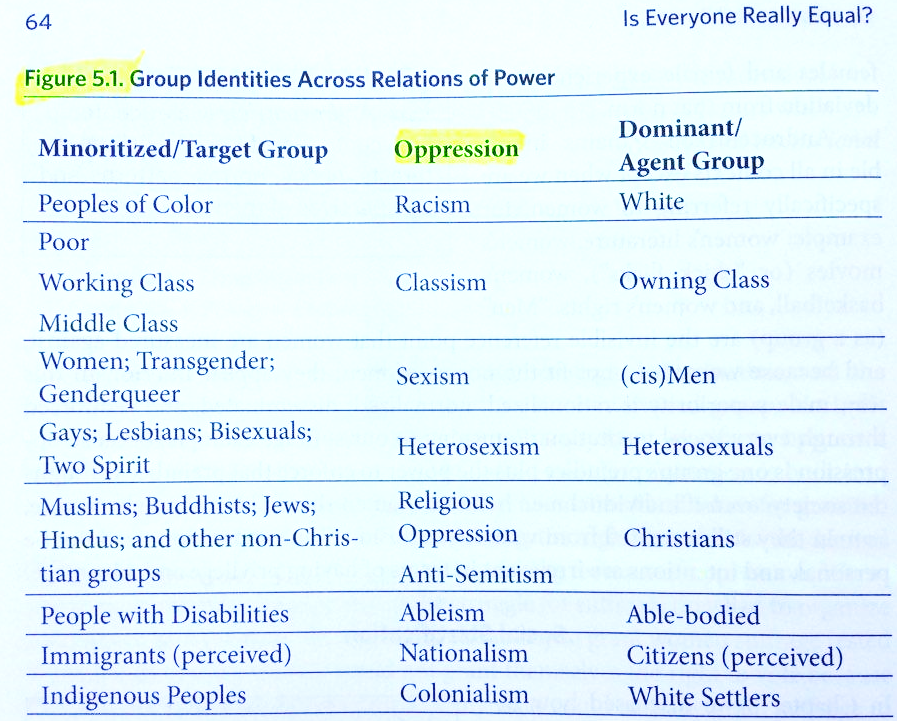 64
Is Everyone Really Equal?
Figure 5.1. Group Identities Across Relations of Power
Minoritized/Target Group Oppression Dominant/
Agent Group
Peoples of Color Racism White
Poor
Working Class Classism Owning Class
Middle Class
Women; Transgender;
Genderqueer
Sexism
(cis)Men
Gays; Lesbians; Bisexuals;
Two Spirit
Heterosexism
Heterosexuals
Muslims; Buddhists; Jews;
Hindus; and other non-Chris-
tian groups
Religious
Oppression
Anti-Semitism
Christians
People with Disabilities Ableism Able-bodied
Immigrants (perceived) Nationalism Citizens (perceived)
Indigenous Peoples Colonialism White Settlers